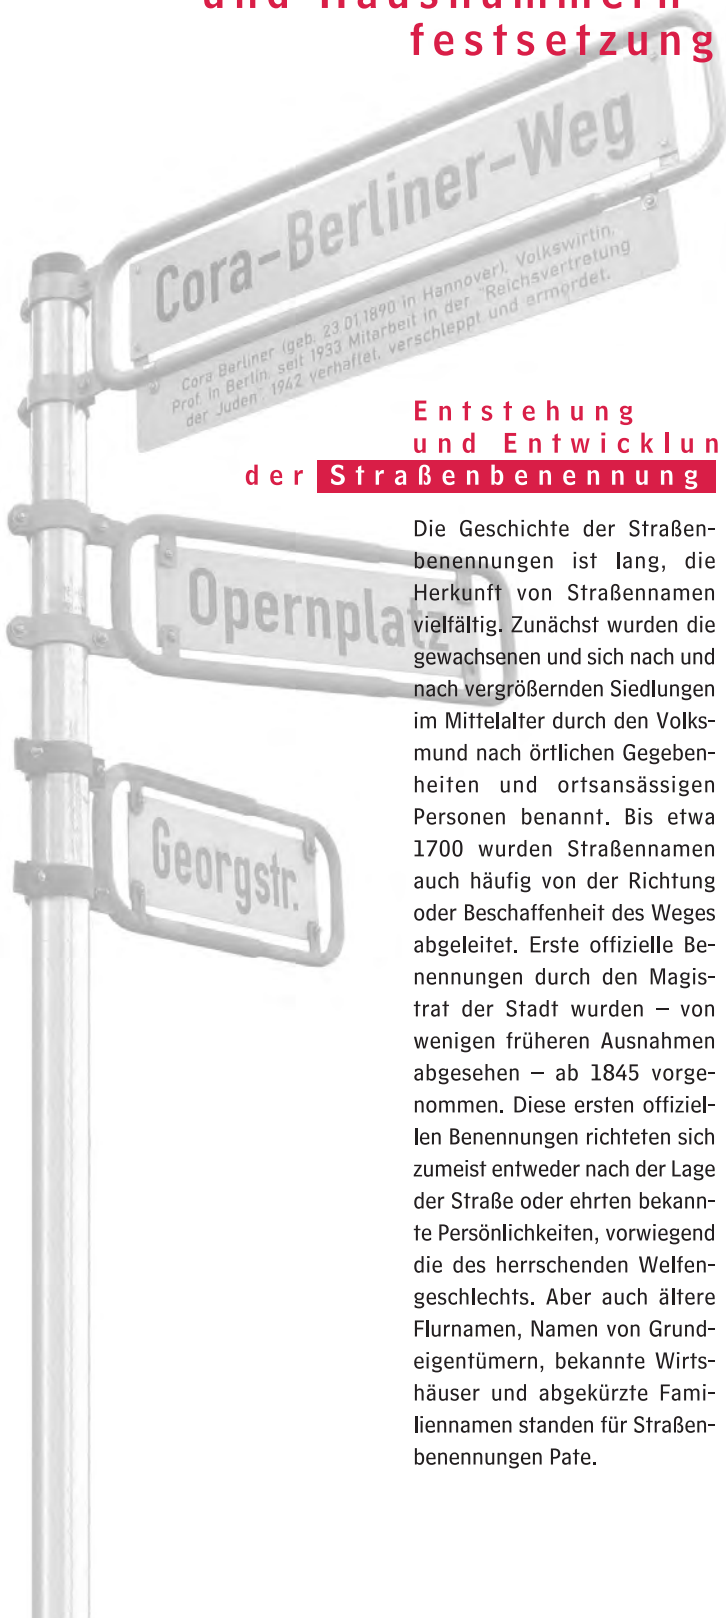 und Hausnummern
festsetzung
Cora-Berliner-Weg
Cora Berliner (geb. 23.01.1890 in Hannover), Volkswirtin,
Prof. in Berlin, seit 1933 Mitarbeit in der "Reichsvertretung
der Juden", 1942 verhaftet, verschleppt und ermordet.
Entstehung
und Entwicklun
der Straßenbenennung
Opernplatz
Georgstr.
Die Geschichte der Straßen-
benennungen ist lang, die
Herkunft von Straßennamen
vielfältig. Zunächst wurden die
gewachsenen und sich nach und
nach vergrößernden Siedlungen
im Mittelalter durch den Volks-
mund nach örtlichen Gegeben-
heiten und ortsansässigen
Personen benannt. Bis etwa
1700 wurden Straßennamen
auch häufig von der Richtung
oder Beschaffenheit des Weges
abgeleitet. Erste offizielle Be-
nennungen durch den Magis-
trat der Stadt wurden – von
wenigen früheren Ausnahmen
abgesehen – ab 1845 vorge-
nommen. Diese ersten offiziel-
len Benennungen richteten sich
zumeist entweder nach der Lage
der Straße oder ehrten bekann-
te Persönlichkeiten, vorwiegend
die des herrschenden Welfen-
geschlechts. Aber auch ältere
Flurnamen, Namen von Grund-
eigentümern, bekannte Wirts-
häuser und abgekürzte Fami-
liennamen standen für Straßen-
benennungen Pate.